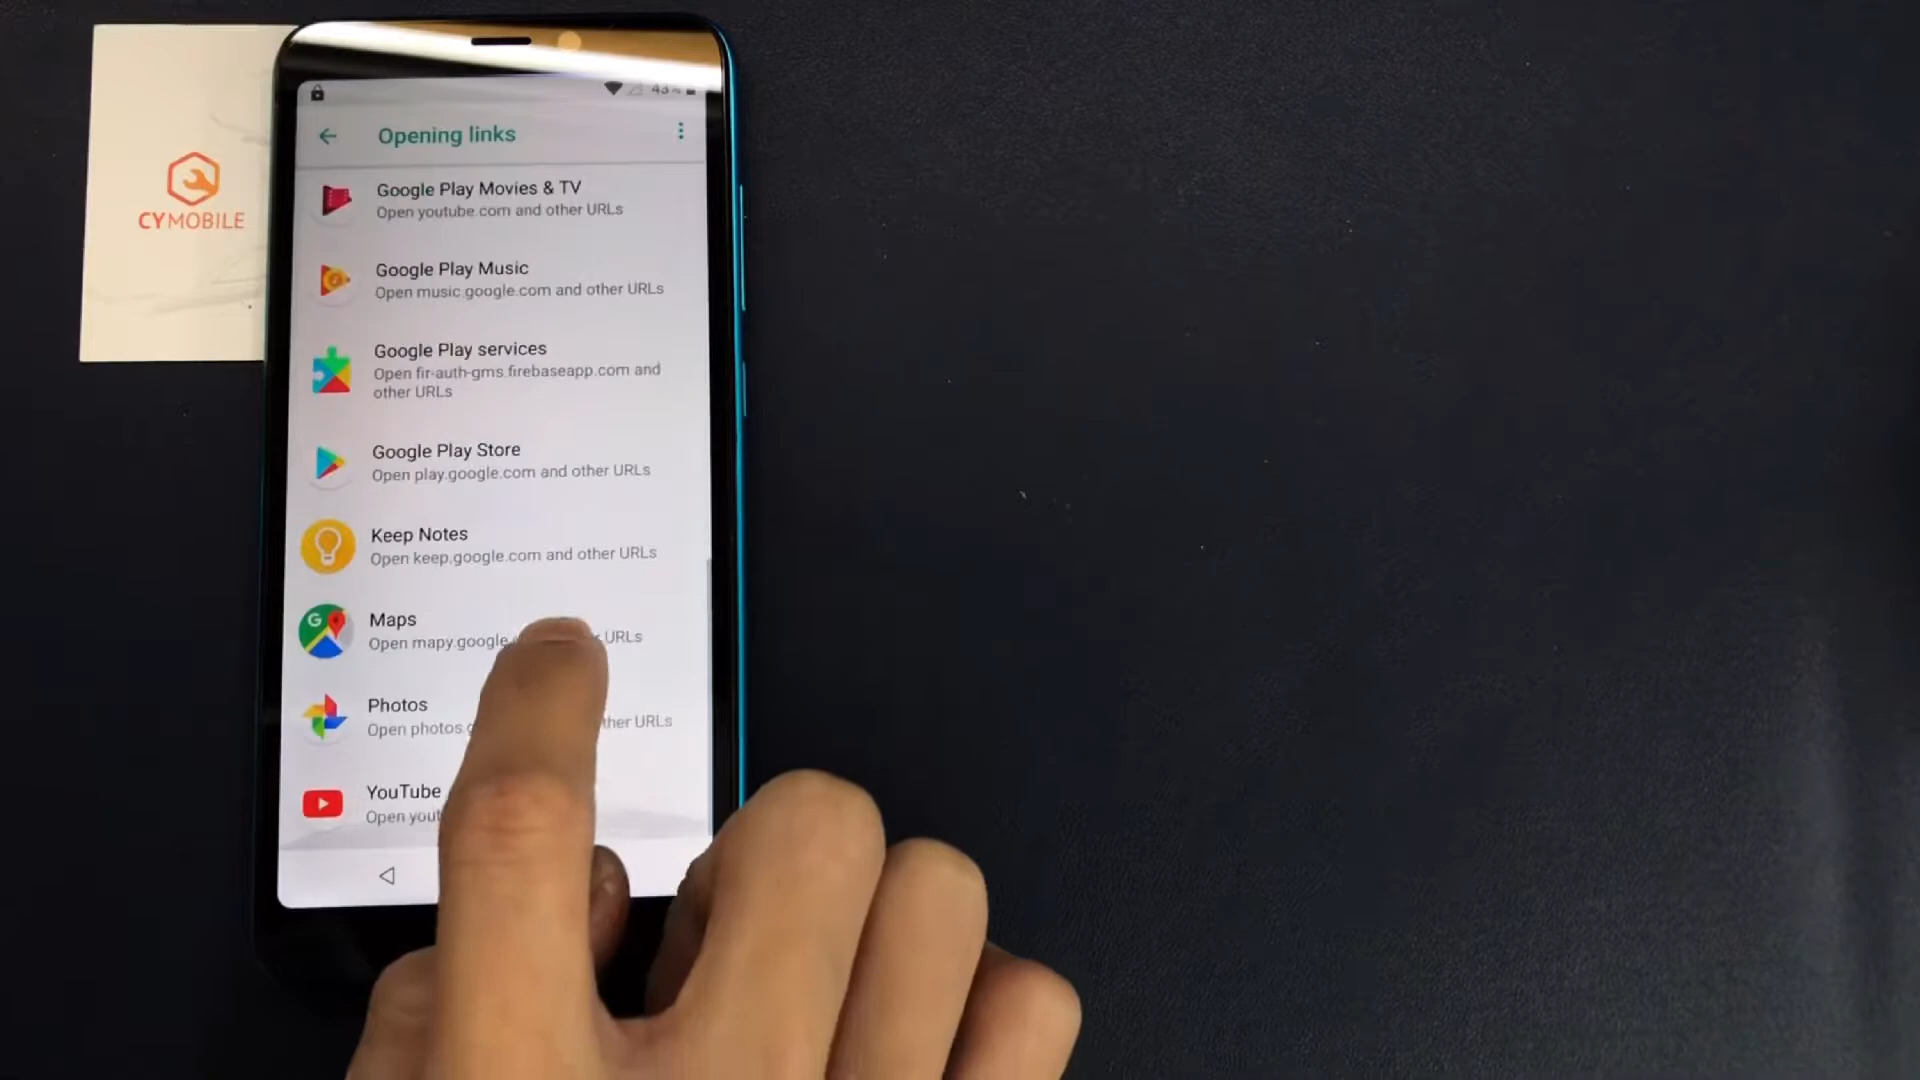 CYMOBILE
43%
Opening links
Google Play Movies & TV
Open youtube.com and other URLs
Google Play Music
Open music.google.com and other URLs
Google Play services
Open fir-auth-gms.firebaseapp.com and
other URLs
Google Play Store
Open play.google.com and other URLs
Keep Notes
Open keep.google.com and other URLs
G
Maps
Open mapy.google. URLs
Photos
Open photos. other URLs
YouTube
Open